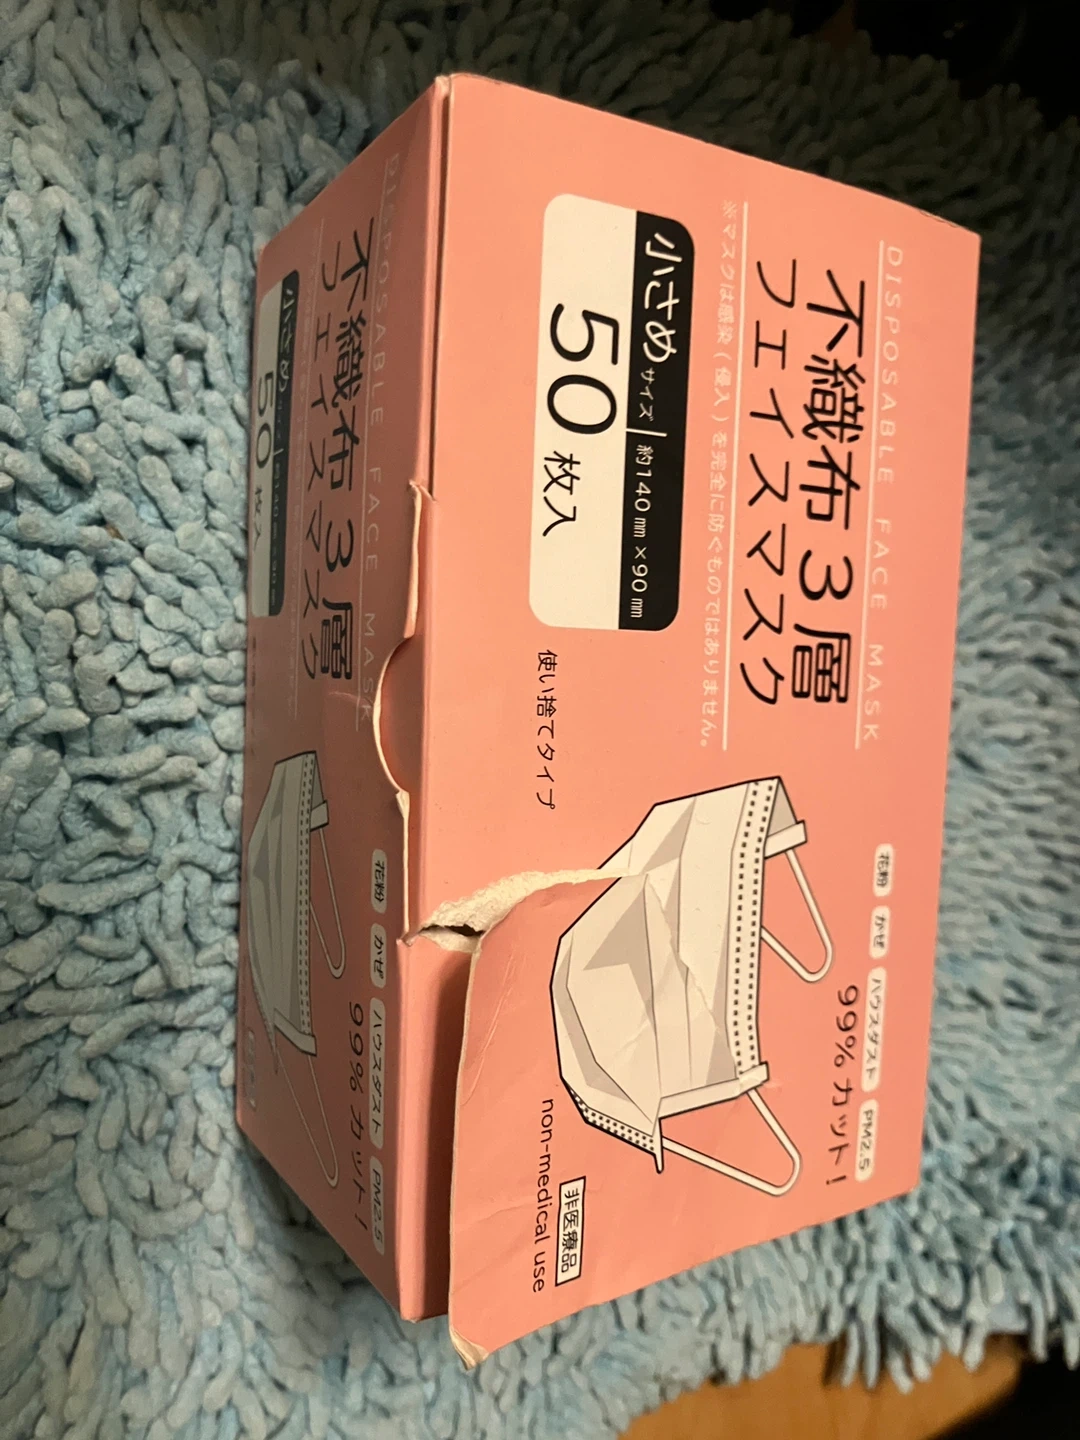 DISPOSABLE FACE MASK
不織布3層
フェイスマスク
※マスクは感染（侵入）を完全に防ぐものではありません。
小さめサイズ 約140㎜×90㎜
50枚入
使い捨てタイプ
花粉 かぜ ハウスダスト PM2.5
99%カット!
非医療品
non-medical use
DISPOSABLE FACE MASK
不織布3層
フェイスマスク
小さめ
50枚入
花粉 かぜ ハウスダスト PM2.5
99%カット!